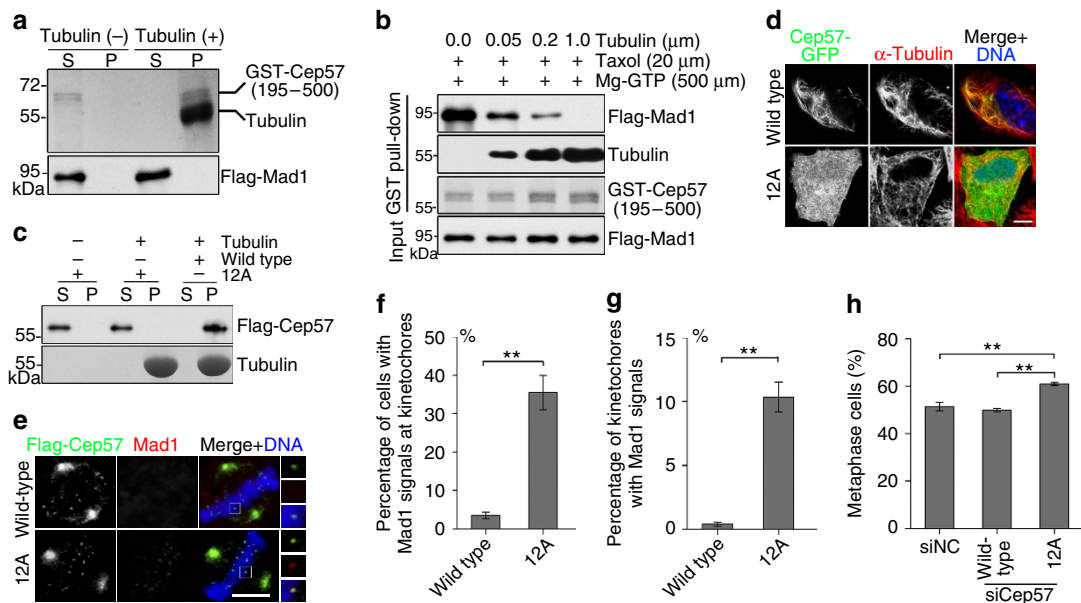 a
Tubulin (–) Tubulin (+)
S P S P
72
55
GST-Cep57
(195–500)
Tubulin
95
kDa
Flag-Mad1
b
0.0 0.05 0.2 1.0 Tubulin (μm)
+ + + + Taxol (20 μm)
+ + + + Mg-GTP (500 μm)
GST pull-down
95
Flag-Mad1
55
Tubulin
55
GST-Cep57
(195–500)
Input
95
kDa
Flag-Mad1
c
– + + Tubulin
– – + Wild type
+ + – 12A
S P S P S P
55
Flag-Cep57
55
kDa
Tubulin
d
Cep57-
GFP
α-Tubulin
Merge+
DNA
Wild type
12A
e
Flag-Cep57 Mad1 Merge+DNA
Wild-type
12A
f
Percentage of cells with
Mad1 signals at kinetochores
%
50
40
30
20
10
0
**
Wild type
12A
g
Percentage of kinetochores
with Mad1 signals
%
15
10
5
0
**
Wild type
12A
h
Metaphase cells (%)
80
60
40
20
0
**
**
siNC
Wild-
type
12A
siCep57